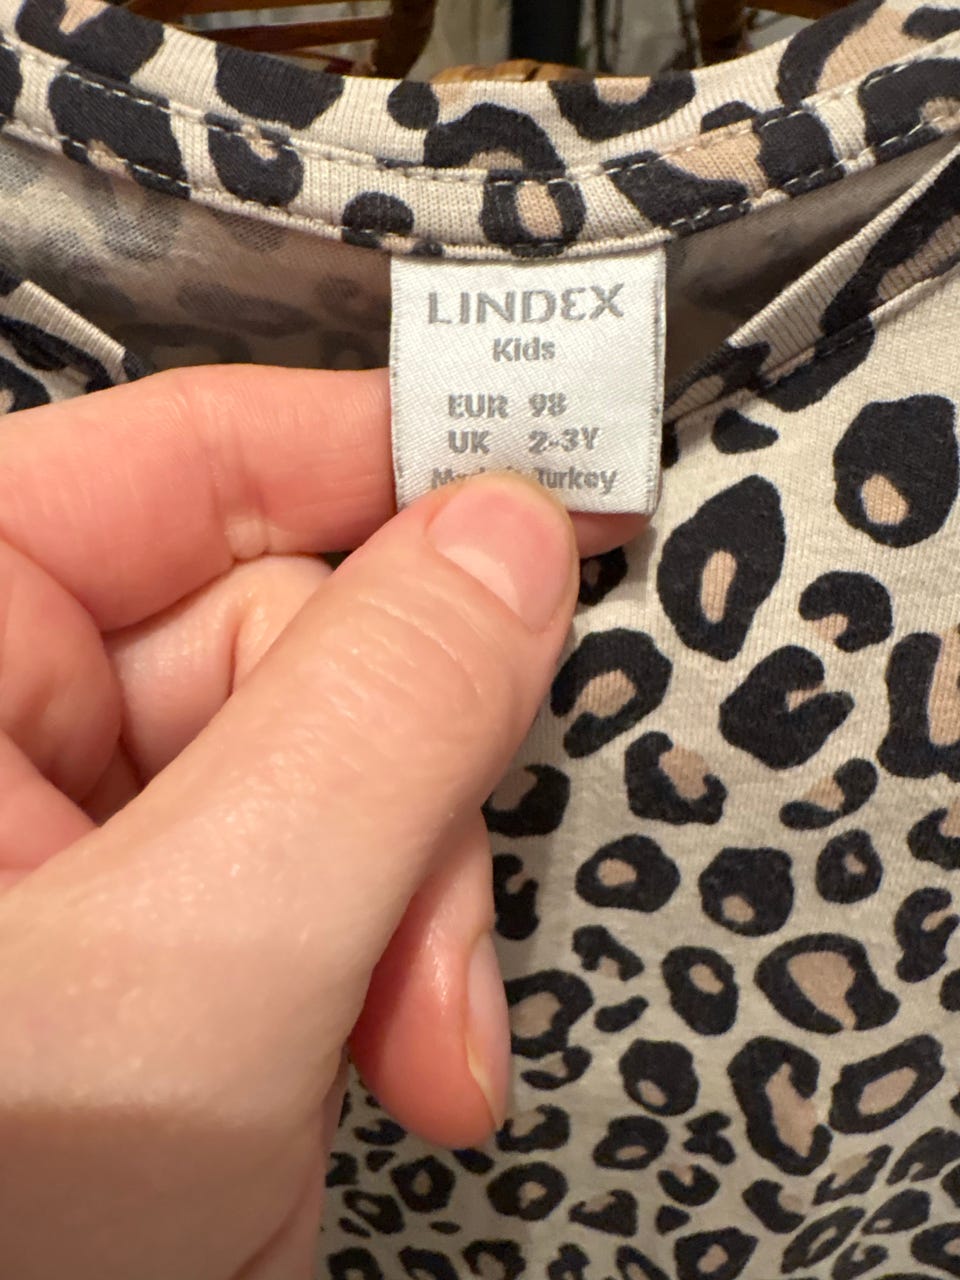 LINDEX
Kids
EUR 98
UK 2-3Y
Turkey